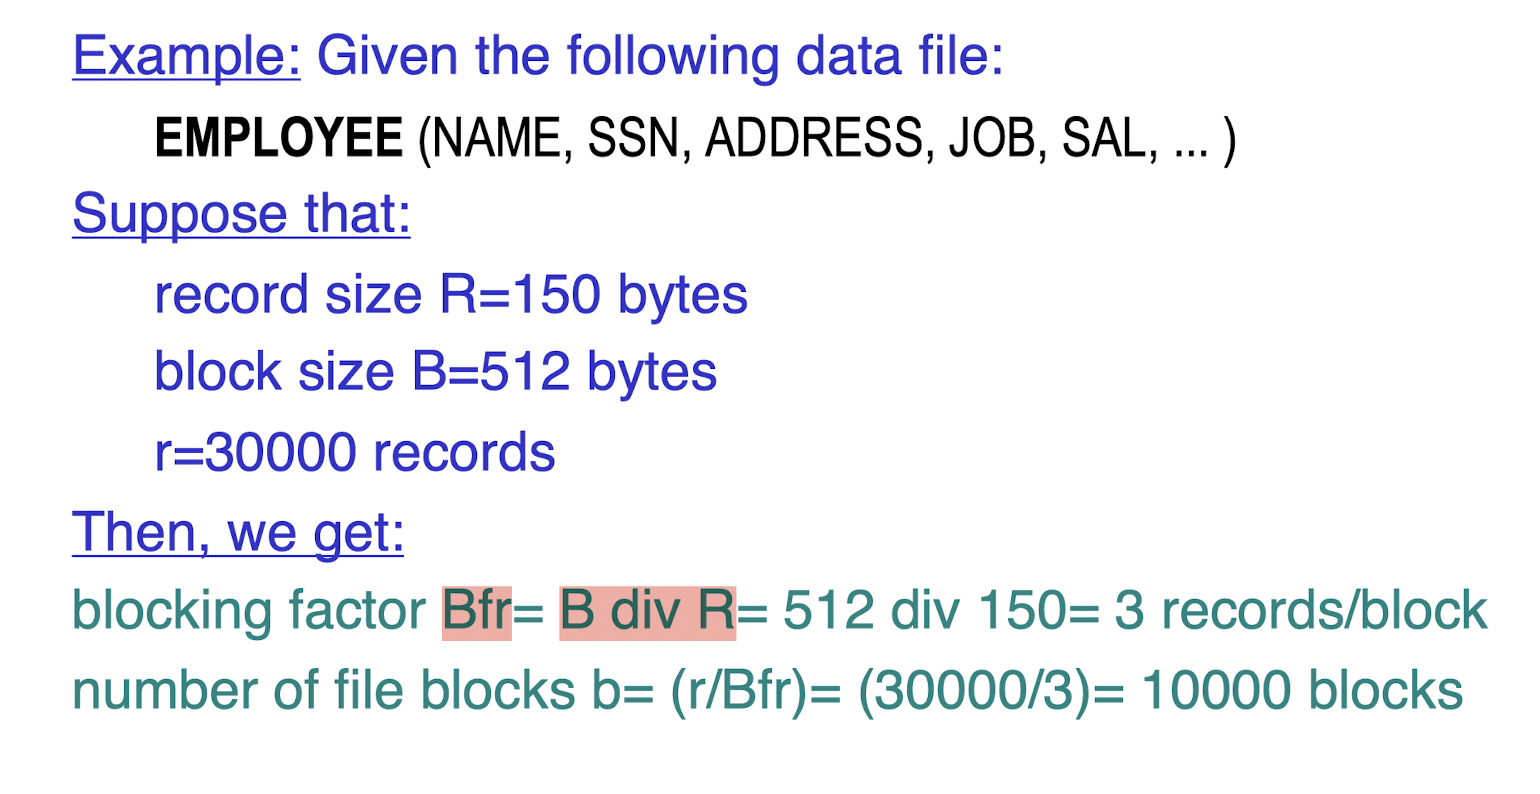 Example: Given the following data file:
EMPLOYEE (NAME, SSN, ADDRESS, JOB, SAL, ... )
Suppose that:
record size R=150 bytes
block size B=512 bytes
r=30000 records
Then, we get:
blocking factor Bfr= B div R= 512 div 150= 3 records/block
number of file blocks b= (r/Bfr)= (30000/3)= 10000 blocks